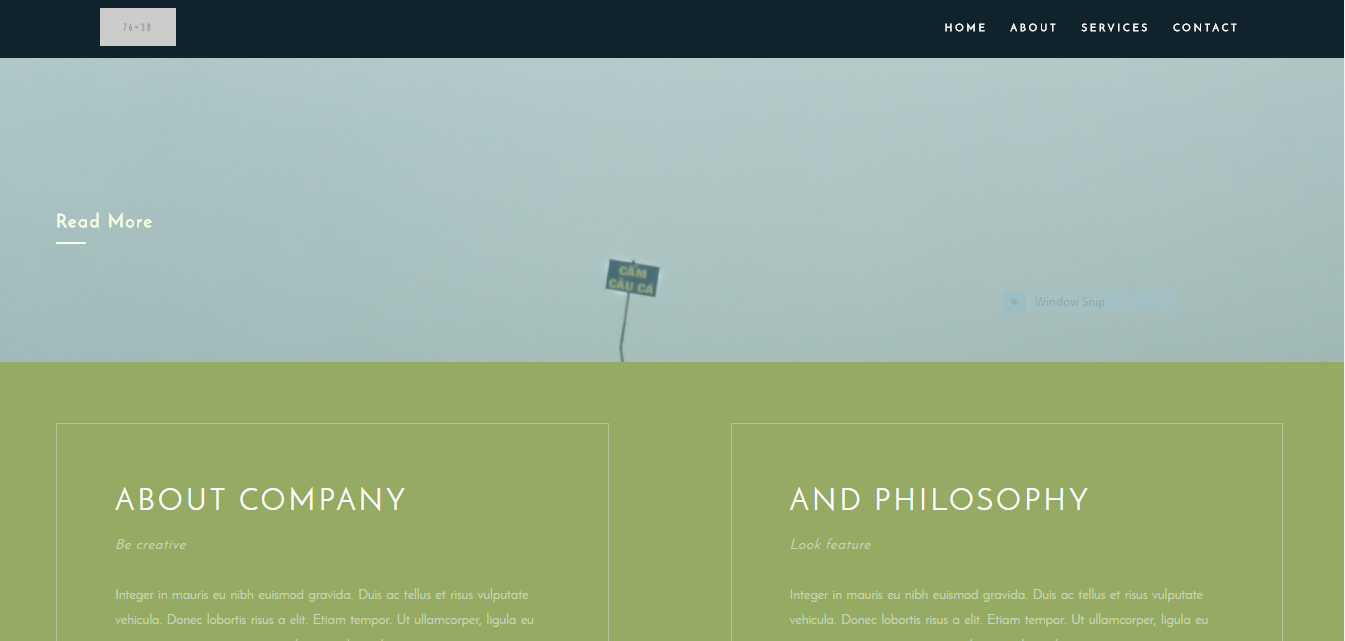 76×38
HOME ABOUT SERVICES CONTACT
Read More
CẤM
CÂU CÁ
Window Snip
ABOUT COMPANY
Be creative
Integer in mauris eu nibh euismod gravida. Duis ac tellus et risus vulputate
vehicula. Donec lobortis risus a elit. Etiam tempor. Ut ullamcorper, ligula eu
AND PHILOSOPHY
Look feature
Integer in mauris eu nibh euismod gravida. Duis ac tellus et risus vulputate
vehicula. Donec lobortis risus a elit. Etiam tempor. Ut ullamcorper, ligula eu